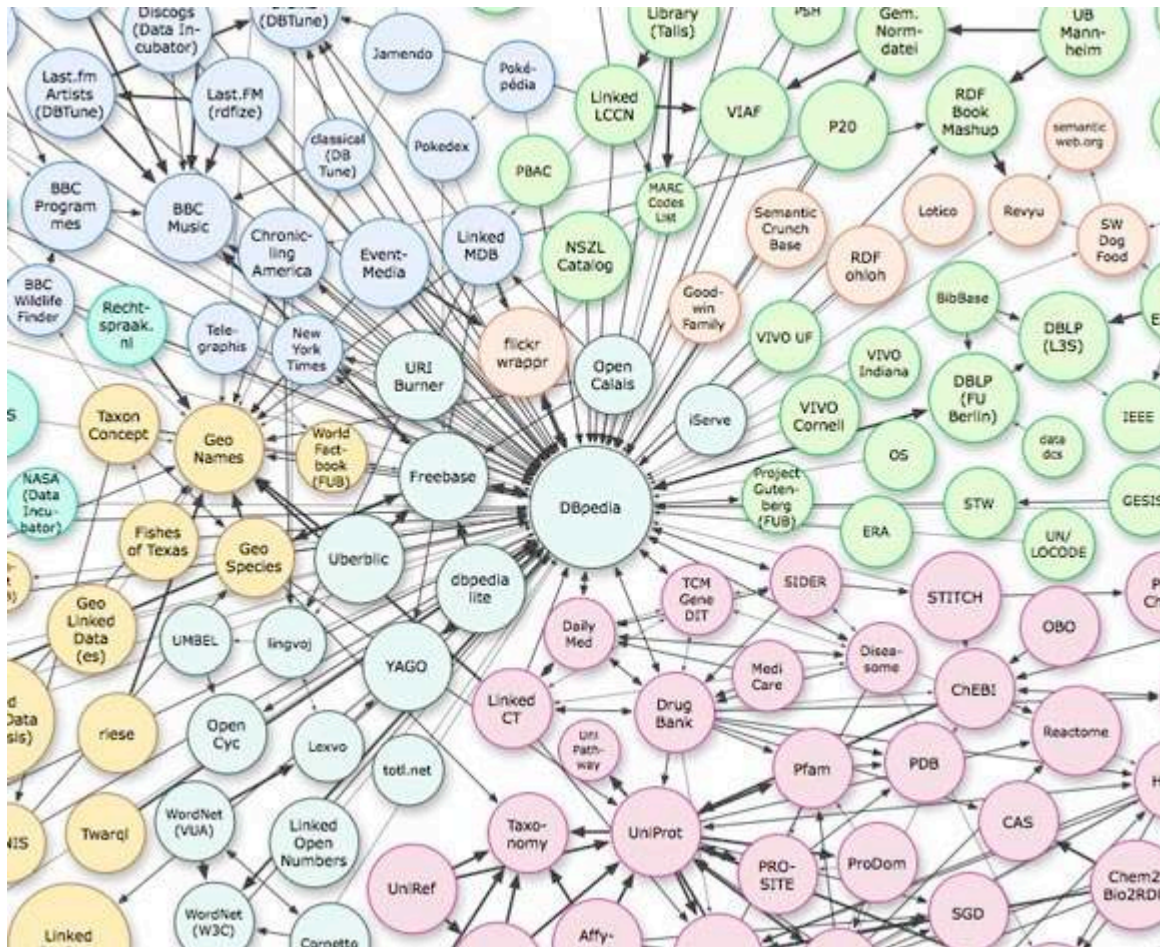 Discogs
(Data In-
cubator)
(DBTune)
Library
(Talis)
Gem.
Norm-
datei
UB
Mann-
heim
Jamendo
Poké-
pédia
Last.fm
Artists
(DBTune)
Last.FM
(rdfize)
Linked
LCCN
VIAF
P20
RDF
Book
Mashup
semantic
web.org
classical
(DB
Tune)
Pokedex
PBAC
MARC
Codes
List
BBC
Program
mes
BBC
Music
Chronic-
ling
America
Event-
Media
Linked
MDB
NSZL
Catalog
Semantic
Crunch
Base
RDF
ohloh
Lotico
Revyu
SW
Dog
Food
BBC
Wildlife
Finder
Recht-
spraak.
nl
Tele-
graphis
New
York
Times
URI
Burner
flickr
wrappr
Open
Calais
Good-
win
Family
VIVO UF
VIVO
Indiana
BibBase
DBLP
(L3S)
DBLP
(FU
Berlin)
IEEE
Taxon
Concept
Geo
Names
World
Fact-
book
(FUB)
Freebase
iServe
VIVO
Cornell
OS
data
dcs
NASA
(Data
Incu-
bator)
DBpedia
Project
Guten-
berg
(FUB)
STW
GESIS
ERA
UN/
LOCODE
Fishes
of Texas
Geo
Species
Uberblic
dbpedia
lite
TCM
Gene
DIT
SIDER
STITCH
OBO
Geo
Linked
Data
(es)
UMBEL
lingvoj
YAGO
Daily
Med
Medi
Care
Disea-
some
ChEBI
riese
Open
Cyc
Lexvo
totl.net
Linked
CT
Drug
Bank
Uni
Path-
way
Pfam
PDB
Reactome
Twarql
WordNet
(VUA)
Linked
Open
Numbers
Taxo-
nomy
UniProt
PRO-
SITE
ProDom
CAS
UniRef
SGD
Chem2
Bio2RDF
WordNet
(W3C)
Cornetto
Affy-
Linked